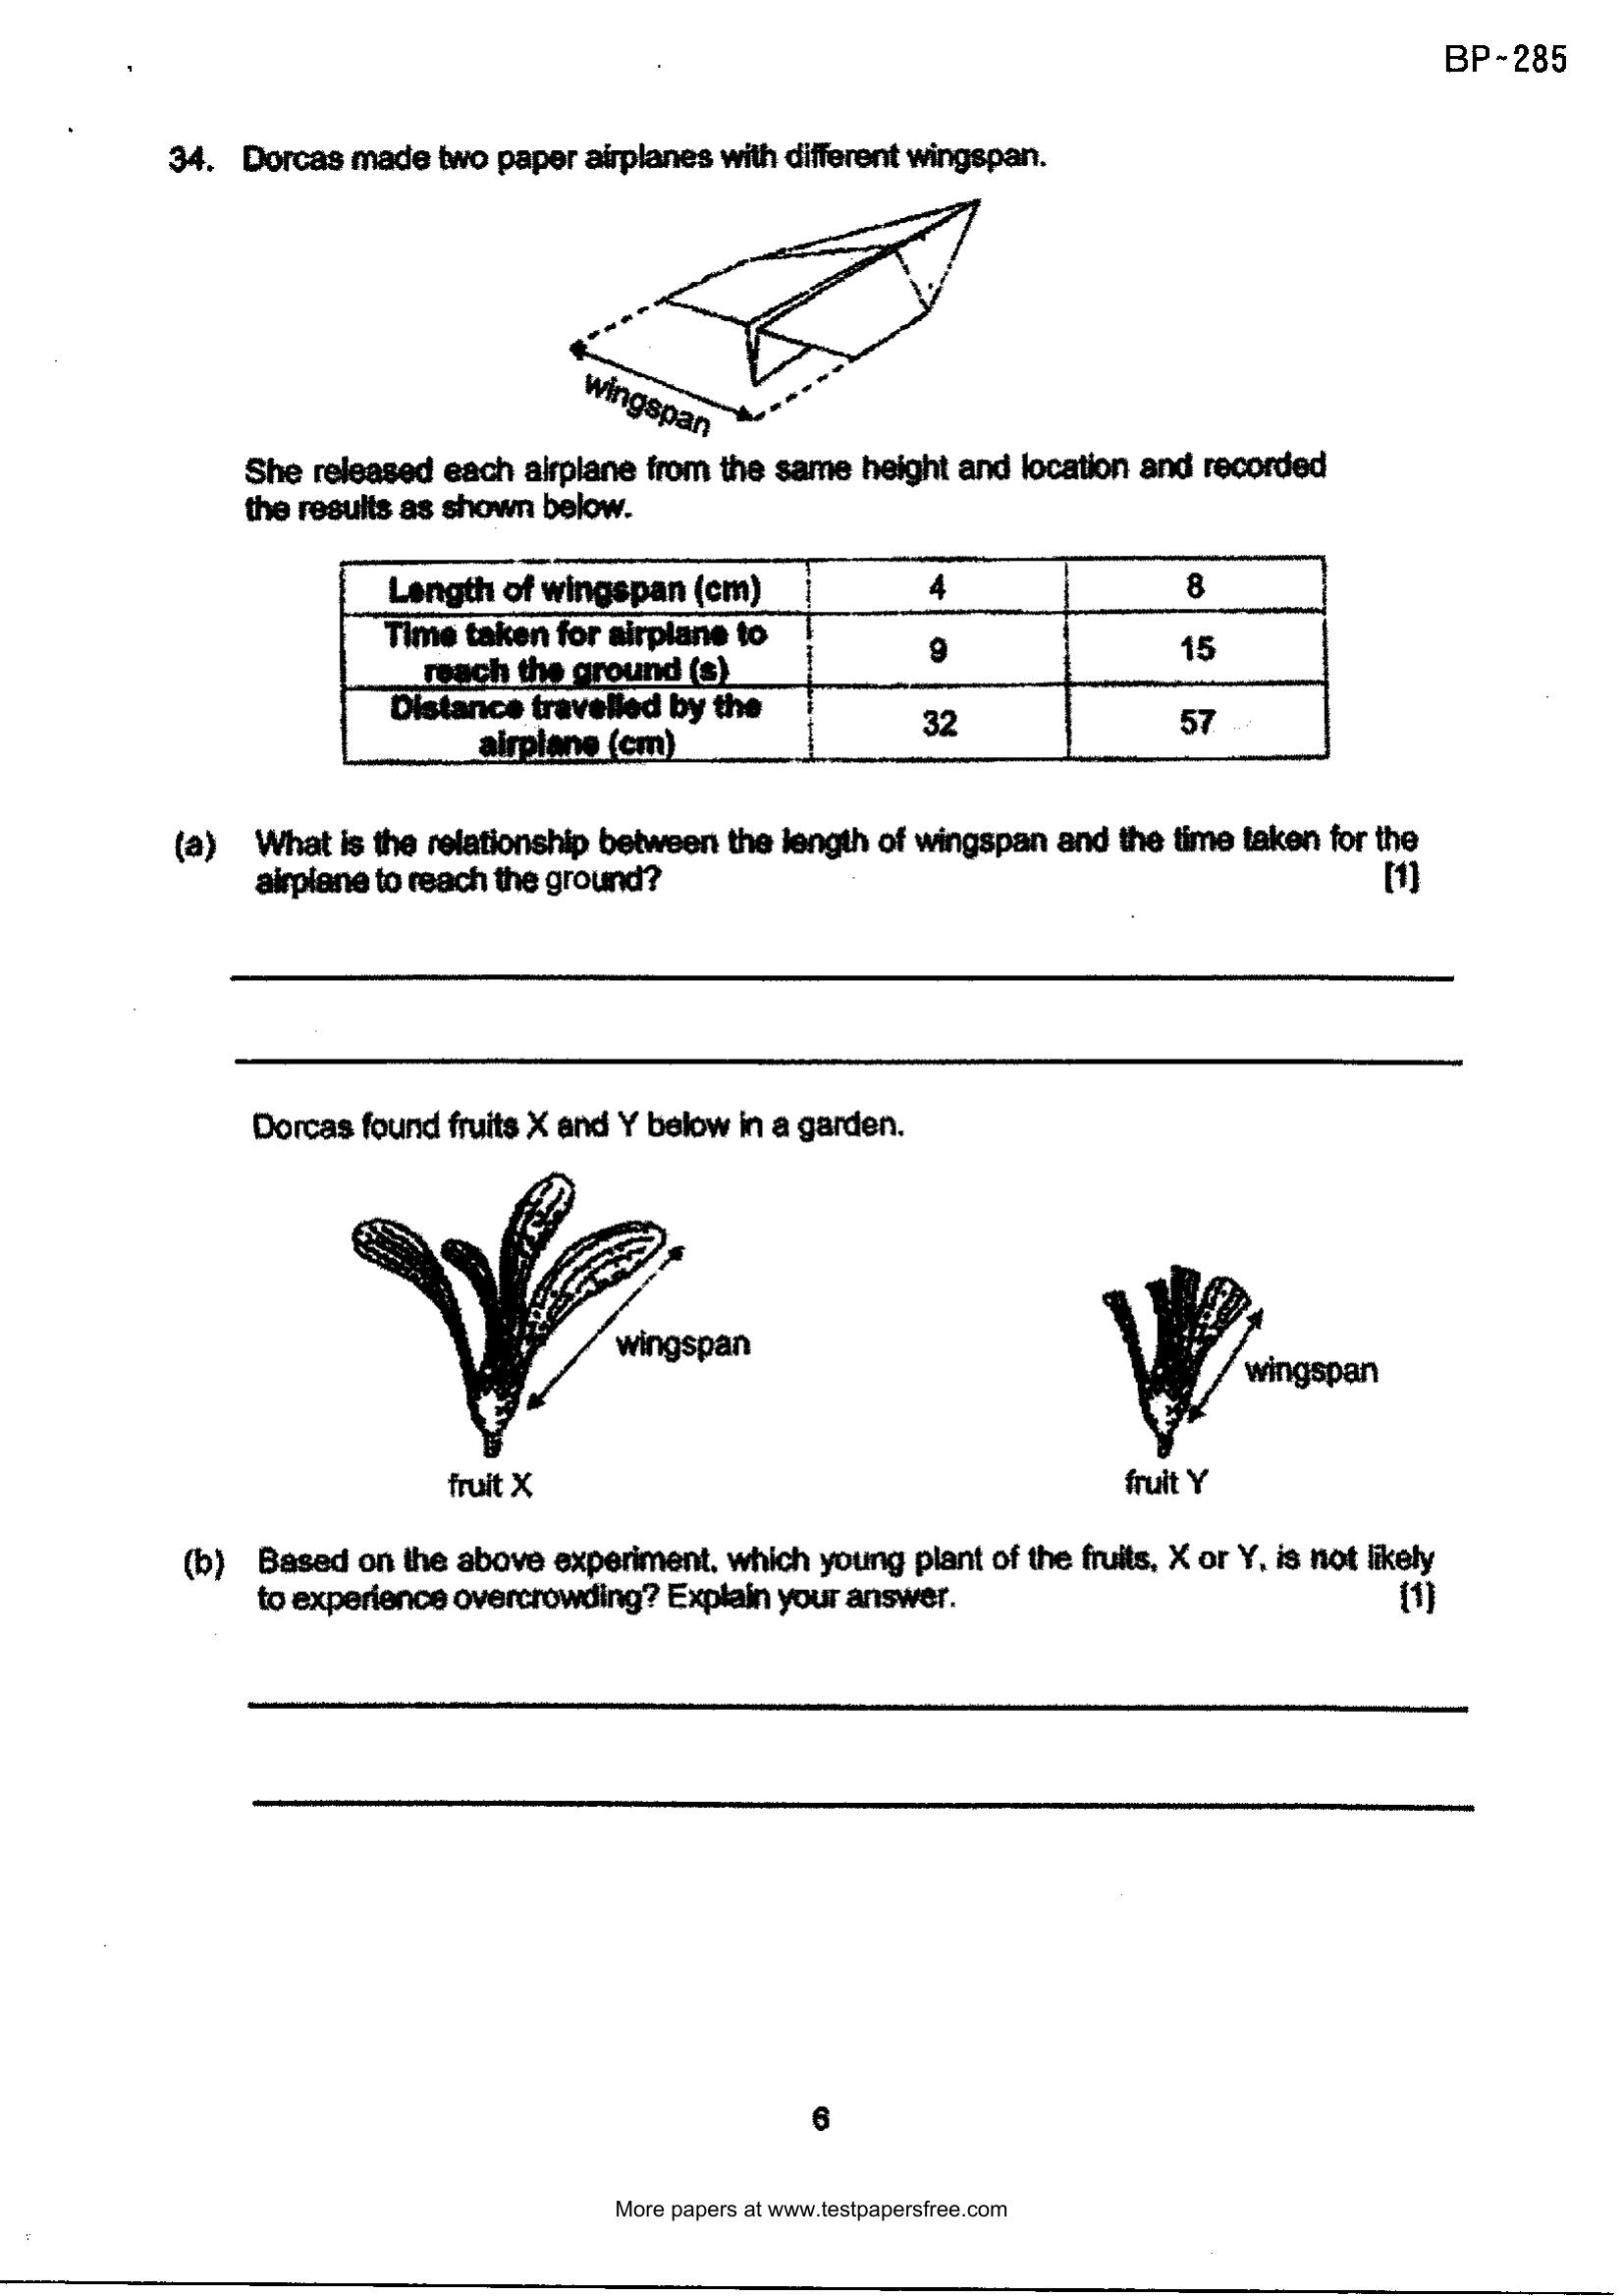 BP-285
34. Dorcas made two paper airplanes with different wingspan.
wingspan
She released each airplane from the same height and location and recorded
the results as shown below.
Length of wingspan (cm) 4 8
Time taken for airplane to
reach the ground (s) 9 15
Distance travelled by the
airplane (cm) 32 57
(a) What is the relationship between the length of wingspan and the time taken for the
airplane to reach the ground? [1]
Dorcas found fruits X and Y below in a garden.
wingspan
wingspan
fruit X
fruit Y
(b) Based on the above experiment, which young plant of the fruits, X or Y, is not likely
to experience overcrowding? Explain your answer. [1]
6
More papers at www.testpapersfree.com